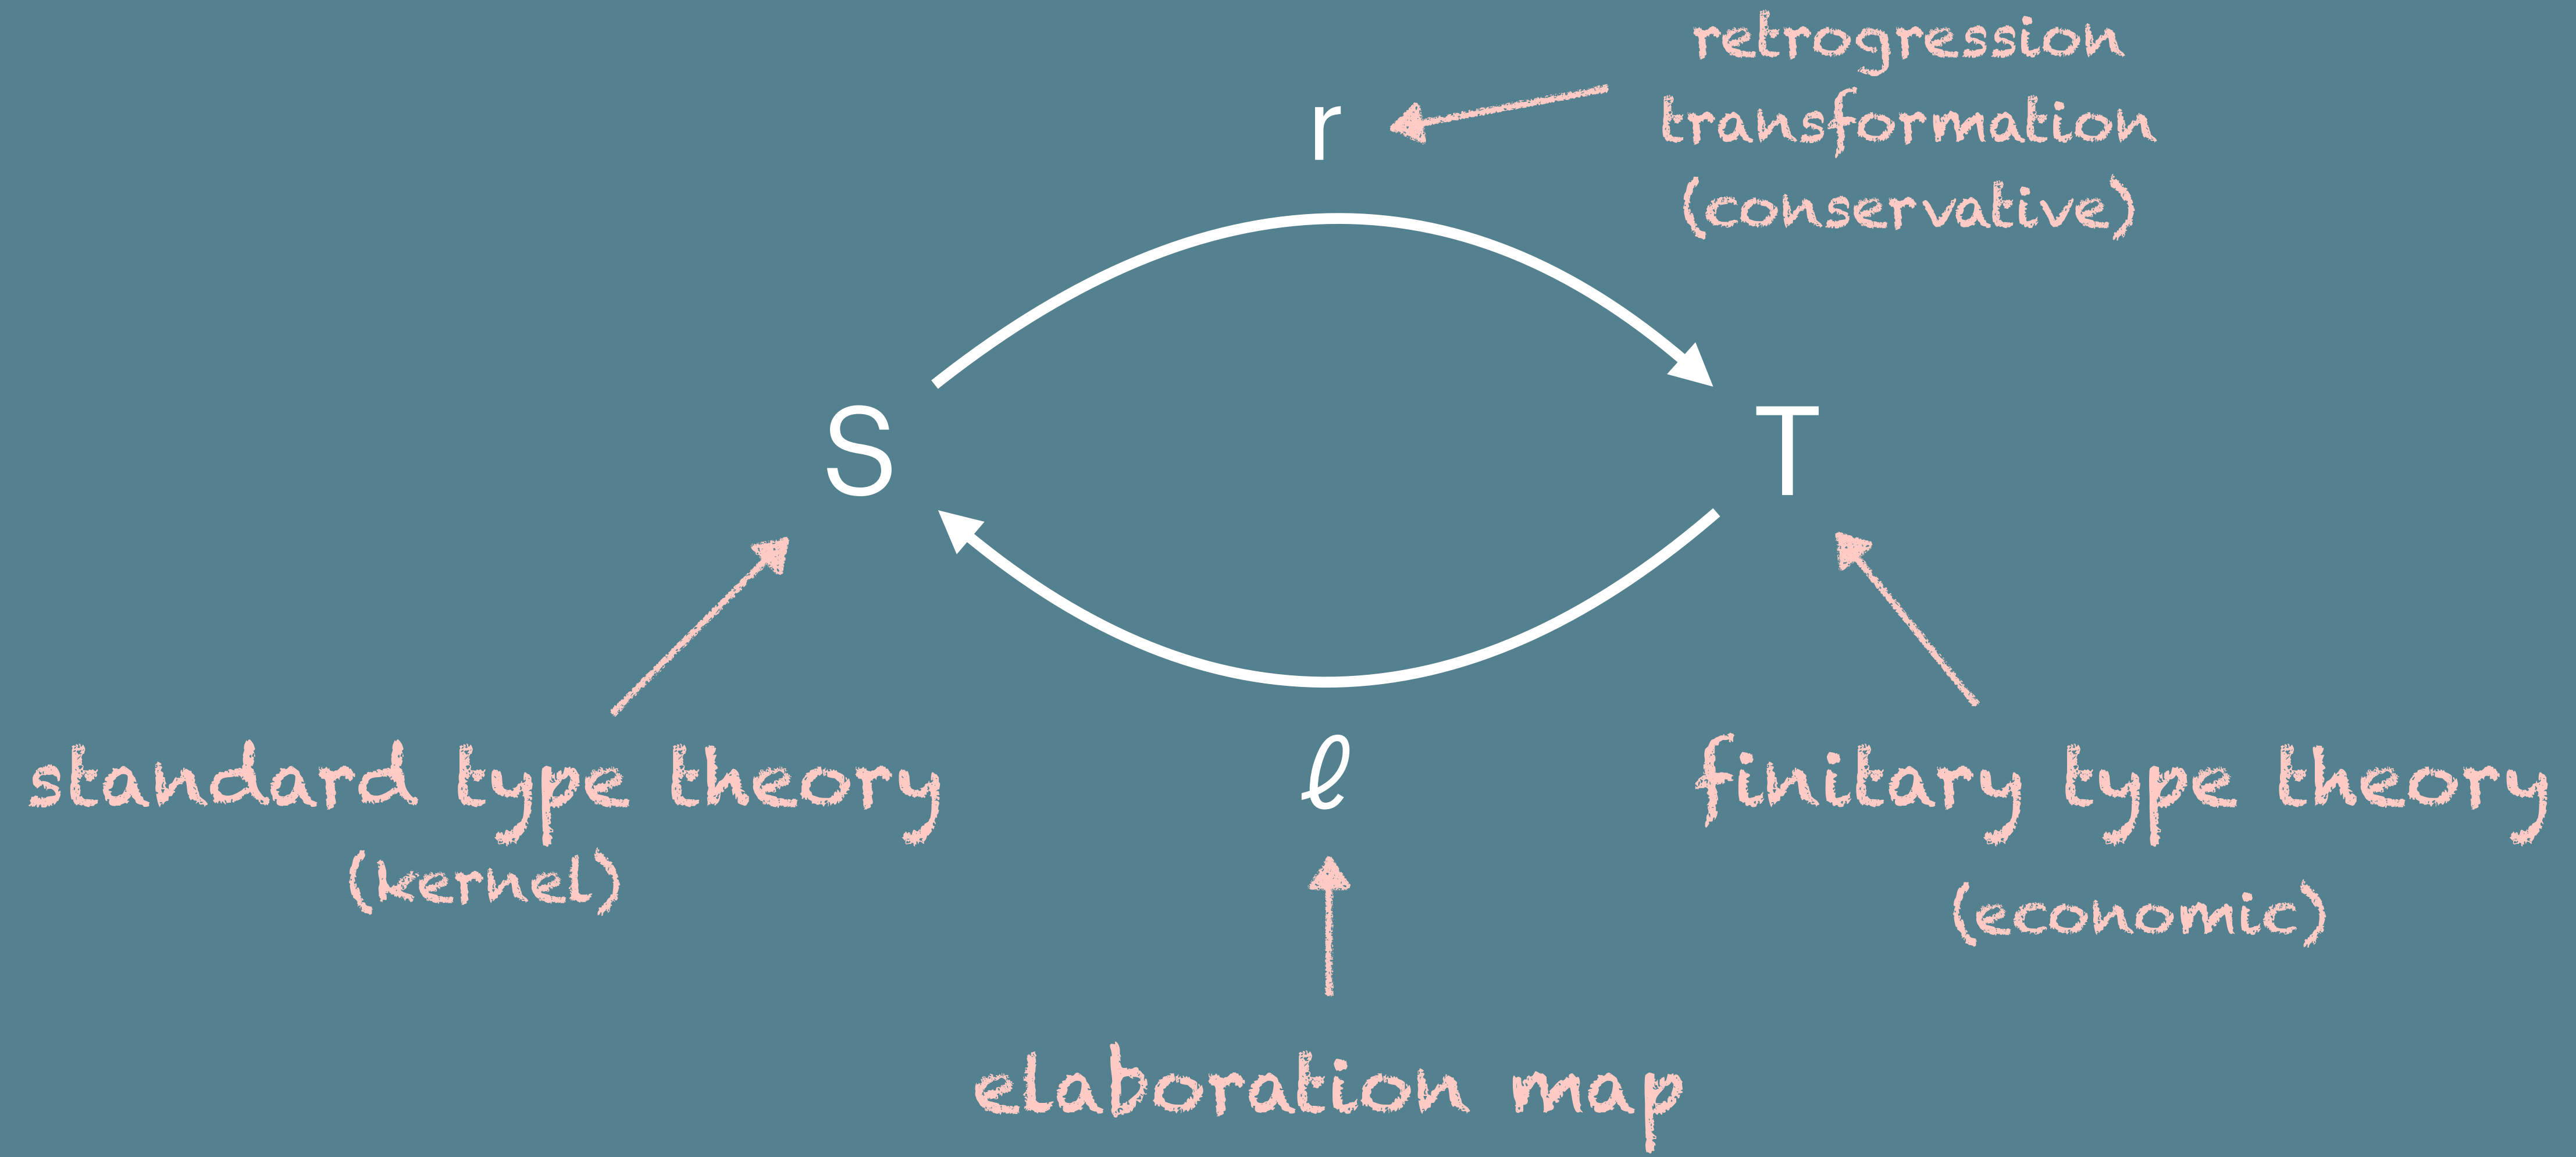 retrogression
transformation
(conservative)
r
S
T
standard type theory
(kernel)
ℓ
finitary type theory
(economic)
elaboration map